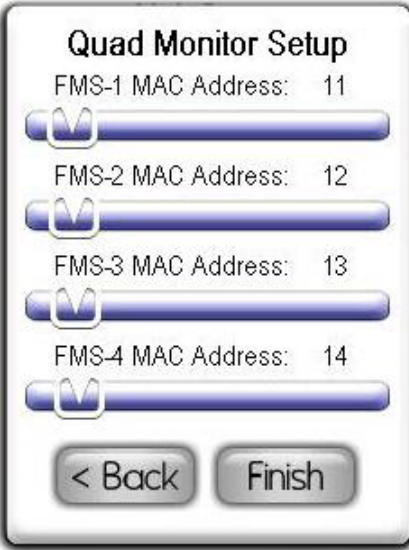 Quad Monitor Setup
FMS-1 MAC Address: 11
FMS-2 MAC Address: 12
FMS-3 MAC Address: 13
FMS-4 MAC Address: 14
< Back Finish